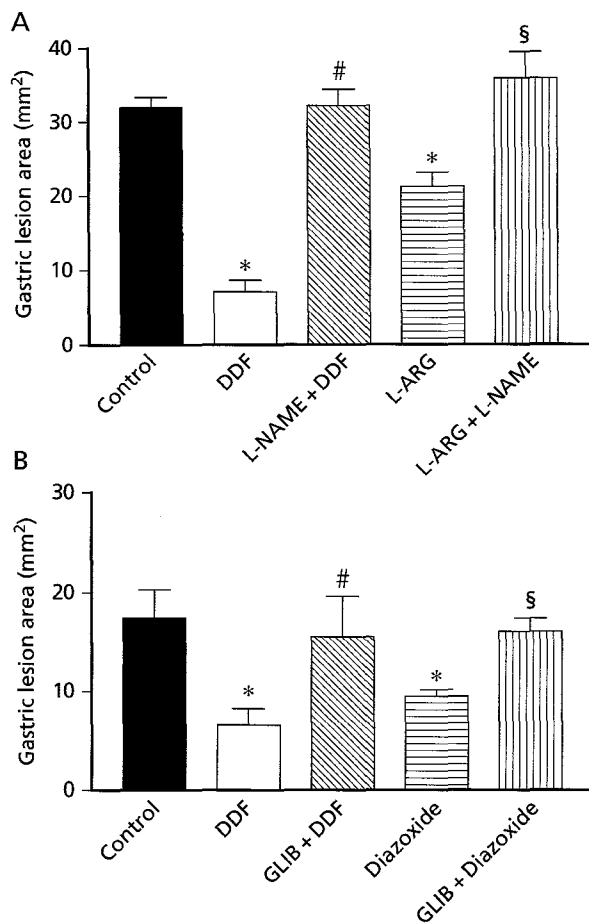 A
Gastric lesion area (mm²)
40
30
20
10
0
*
#
*
§
Control
DDF
L-NAME + DDF
L-ARG
L-ARG + L-NAME
B
Gastric lesion area (mm²)
30
20
10
0
*
#
*
§
Control
DDF
GLIB + DDF
Diazoxide
GLIB + Diazoxide